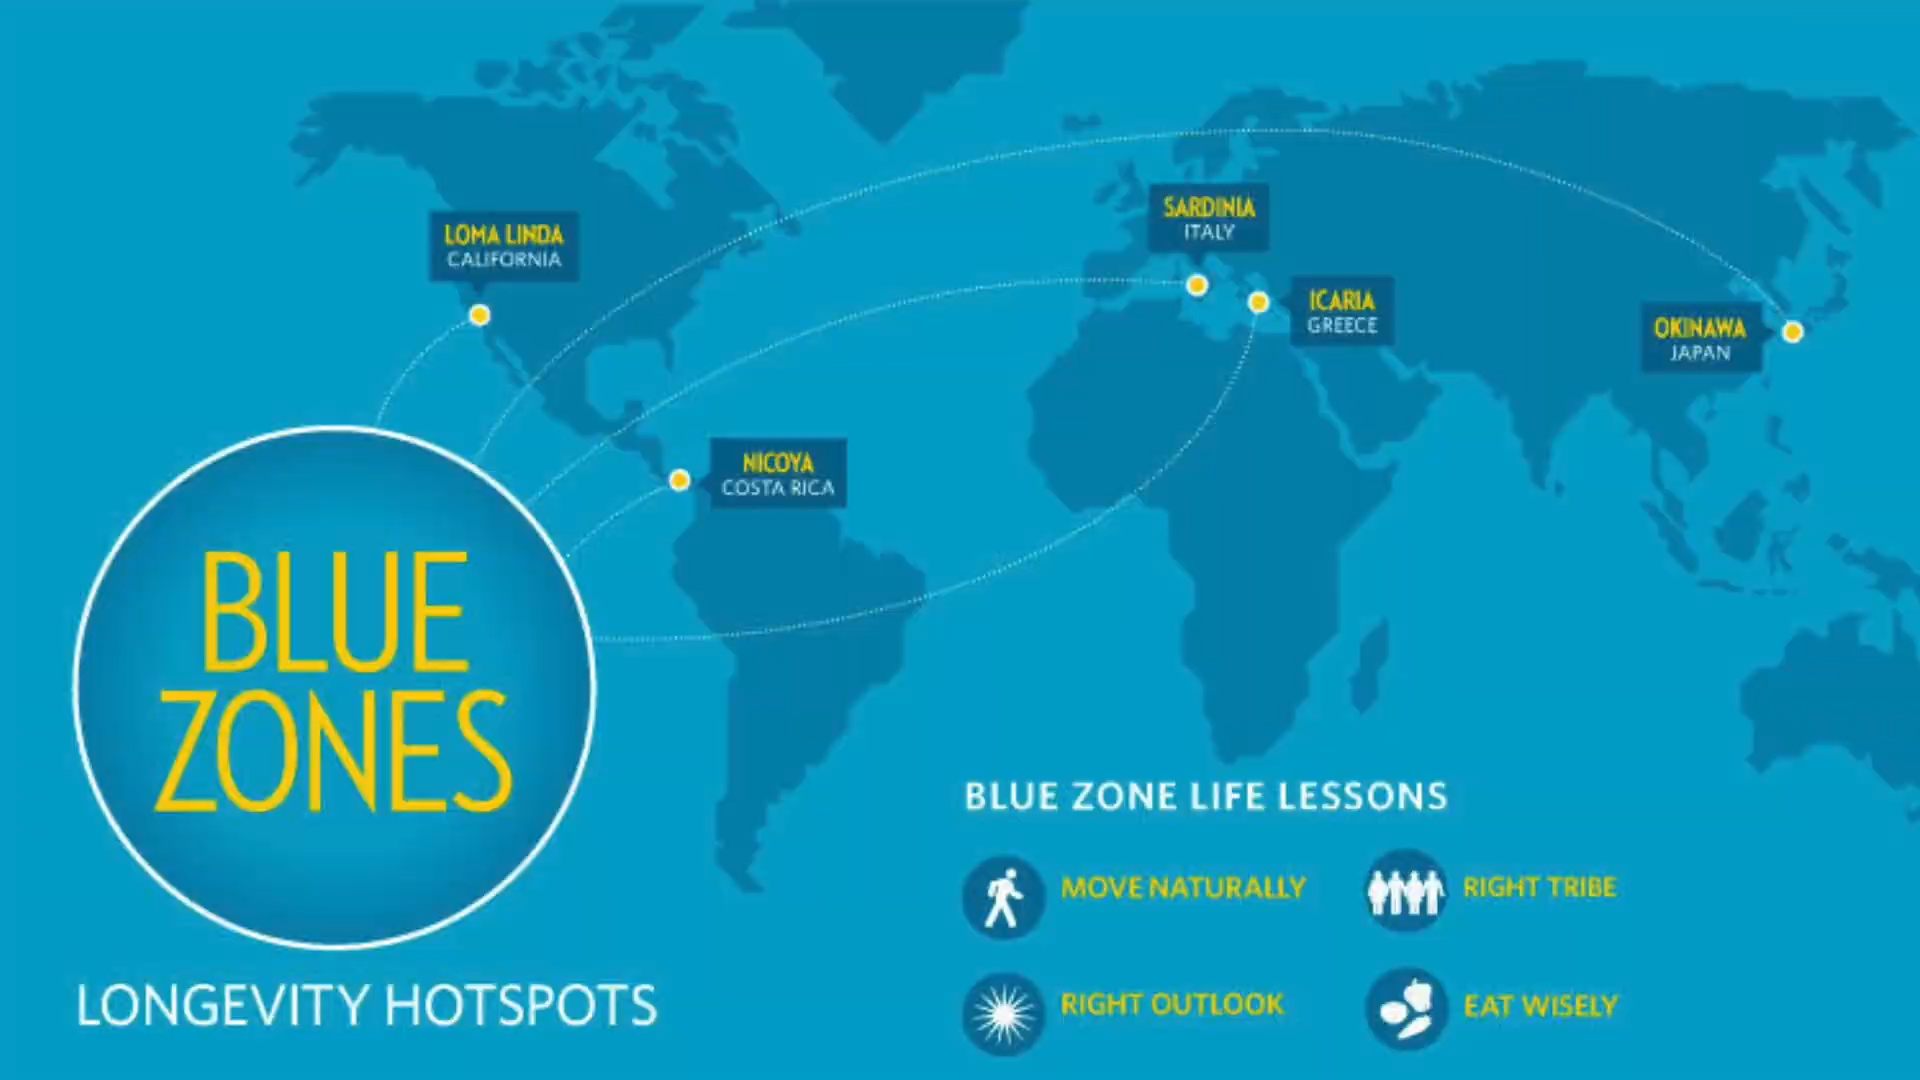 LOMA LINDA
CALIFORNIA
SARDINIA
ITALY
ICARIA
GREECE
OKINAWA
JAPAN
NICOYA
COSTA RICA
BLUE
ZONES
LONGEVITY HOTSPOTS
BLUE ZONE LIFE LESSONS
MOVE NATURALLY
RIGHT TRIBE
RIGHT OUTLOOK
EAT WISELY